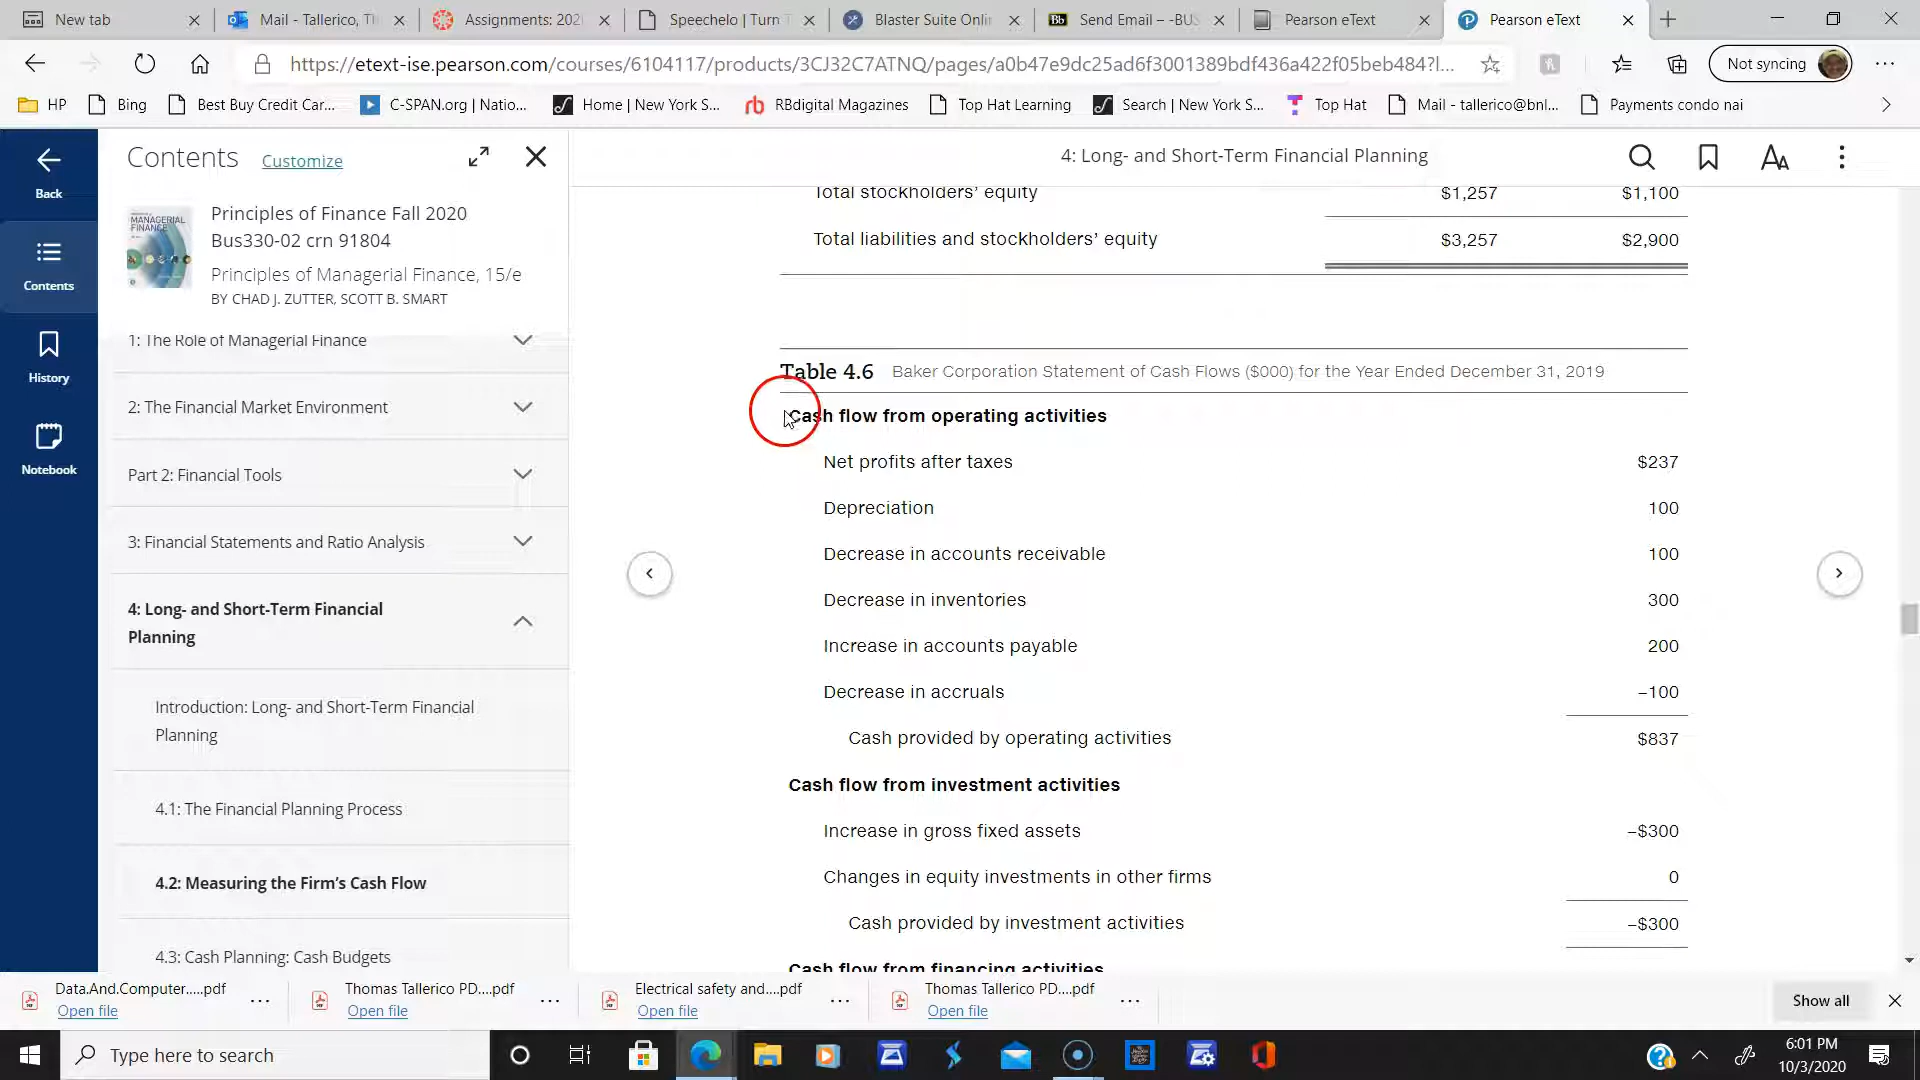 New tab
Mail - Tallerico, T
Assignments: 202
Speechelo | Turn T
Blaster Suite Onli
Send Email – -BUS
Pearson eText
Pearson eText
https://etext-ise.pearson.com/courses/6104117/products/3CJ32C7ATNQ/pages/a0b47e9dc25ad6f3001389bdf436a422f05beb484?l...
Not syncing
HP
Bing
Best Buy Credit Car...
C-SPAN.org | Natio...
Home | New York S...
RBdigital Magazines
Top Hat Learning
Search | New York S...
Top Hat
Mail - tallerico@bnl...
Payments condo nai
Back
Contents
History
Notebook
Contents Customize
MANAGERIAL
FINANCE
Principles of Finance Fall 2020
Bus330-02 crn 91804
Principles of Managerial Finance, 15/e
BY CHAD J. ZUTTER, SCOTT B. SMART
1: The Role of Managerial Finance
2: The Financial Market Environment
Part 2: Financial Tools
3: Financial Statements and Ratio Analysis
4: Long- and Short-Term Financial
Planning
Introduction: Long- and Short-Term Financial
Planning
4.1: The Financial Planning Process
4.2: Measuring the Firm’s Cash Flow
4.3: Cash Planning: Cash Budgets
4: Long- and Short-Term Financial Planning
Total stockholders’ equity $1,257 $1,100
Total liabilities and stockholders’ equity $3,257 $2,900
Table 4.6 Baker Corporation Statement of Cash Flows ($000) for the Year Ended December 31, 2019
Cash flow from operating activities
Net profits after taxes $237
Depreciation 100
Decrease in accounts receivable 100
Decrease in inventories 300
Increase in accounts payable 200
Decrease in accruals –100
Cash provided by operating activities $837
Cash flow from investment activities
Increase in gross fixed assets –$300
Changes in equity investments in other firms 0
Cash provided by investment activities –$300
Cash flow from financing activities
Data.And.Computer.....pdf
Open file
Thomas Tallerico PD....pdf
Open file
Electrical safety and....pdf
Open file
Thomas Tallerico PD....pdf
Open file
Show all
Type here to search
6:01 PM
10/3/2020